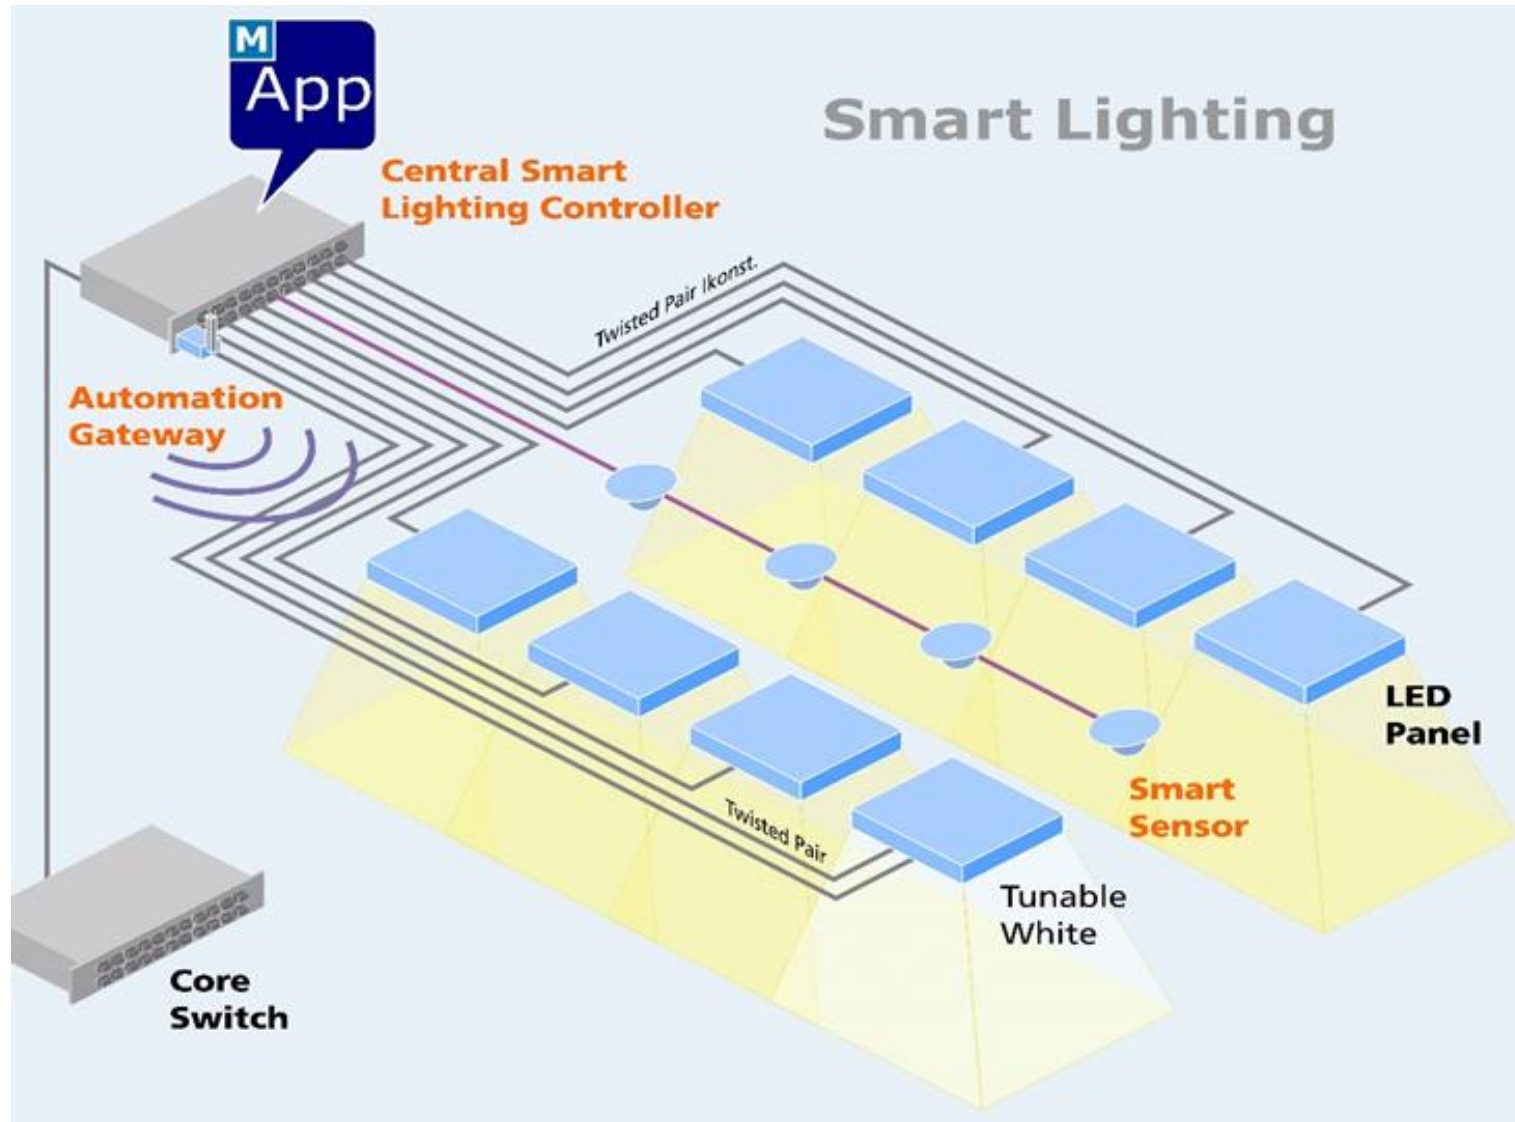 M
App
Smart Lighting
Central Smart
Lighting Controller
Twisted Pair Ikonst.
Automation
Gateway
LED
Panel
Smart
Sensor
Twisted Pair
Tunable
White
Core
Switch